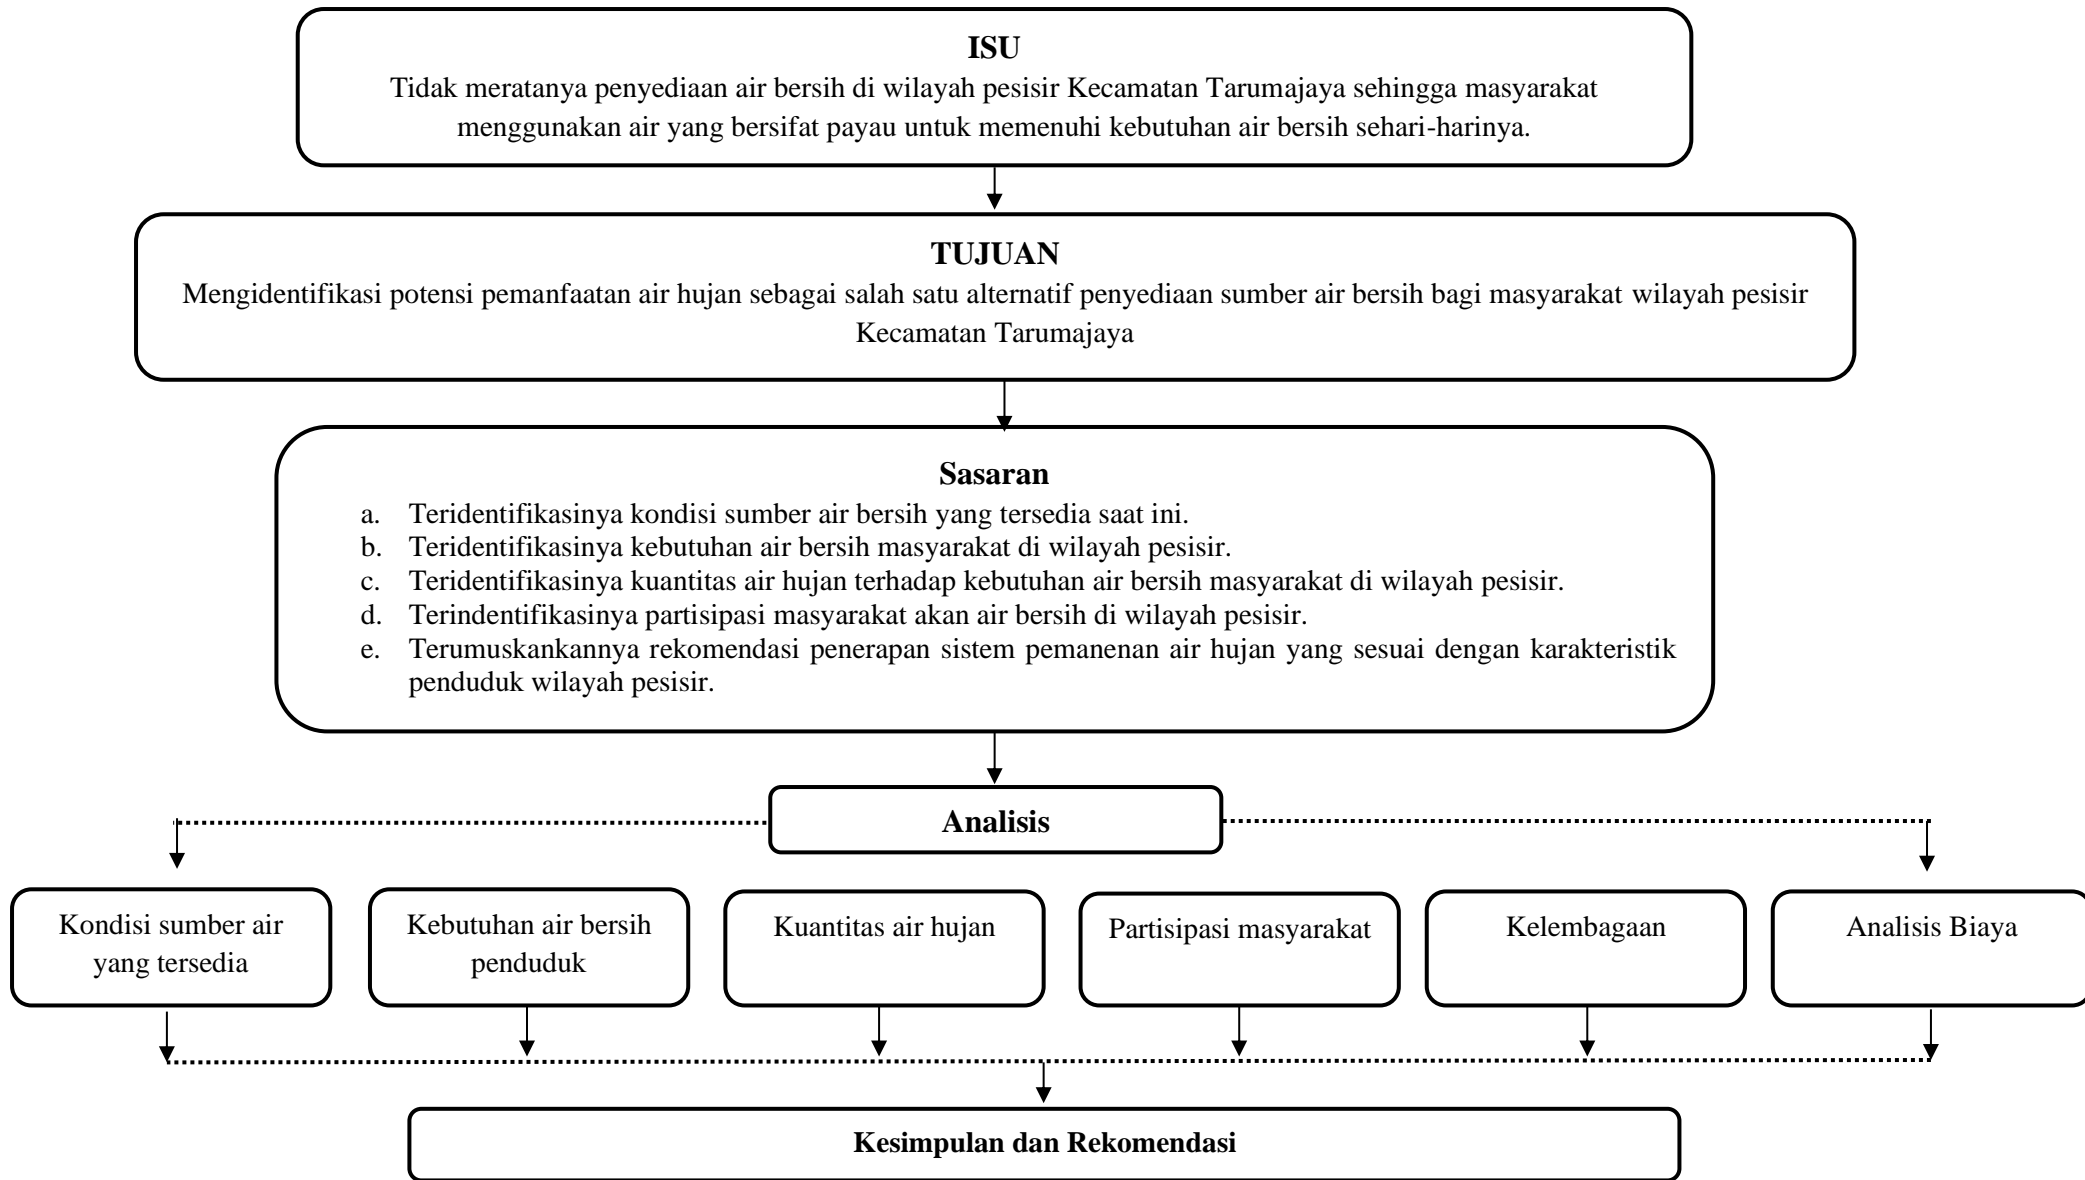 ISU
Tidak meratanya penyediaan air bersih di wilayah pesisir Kecamatan Tarumajaya sehingga masyarakat
menggunakan air yang bersifat payau untuk memenuhi kebutuhan air bersih sehari-harinya.
TUJUAN
Mengidentifikasi potensi pemanfaatan air hujan sebagai salah satu alternatif penyediaan sumber air bersih bagi masyarakat wilayah pesisir
Kecamatan Tarumajaya
Sasaran
a. Teridentifikasinya kondisi sumber air bersih yang tersedia saat ini.
b. Teridentifikasinya kebutuhan air bersih masyarakat di wilayah pesisir.
c. Teridentifikasinya kuantitas air hujan terhadap kebutuhan air bersih masyarakat di wilayah pesisir.
d. Terindentifikasinya partisipasi masyarakat akan air bersih di wilayah pesisir.
e. Terumuskankannya rekomendasi penerapan sistem pemanenan air hujan yang sesuai dengan karakteristik
penduduk wilayah pesisir.
Analisis
Kondisi sumber air
yang tersedia
Kebutuhan air bersih
penduduk
Kuantitas air hujan
Partisipasi masyarakat
Kelembagaan
Analisis Biaya
Kesimpulan dan Rekomendasi